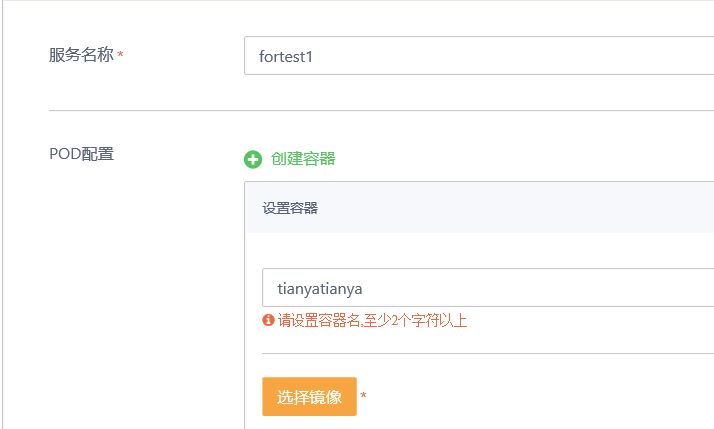 服务名称 *
fortest1
POD配置
创建容器
设置容器
tianyatianya
请设置容器名,至少2个字符以上
选择镜像 *